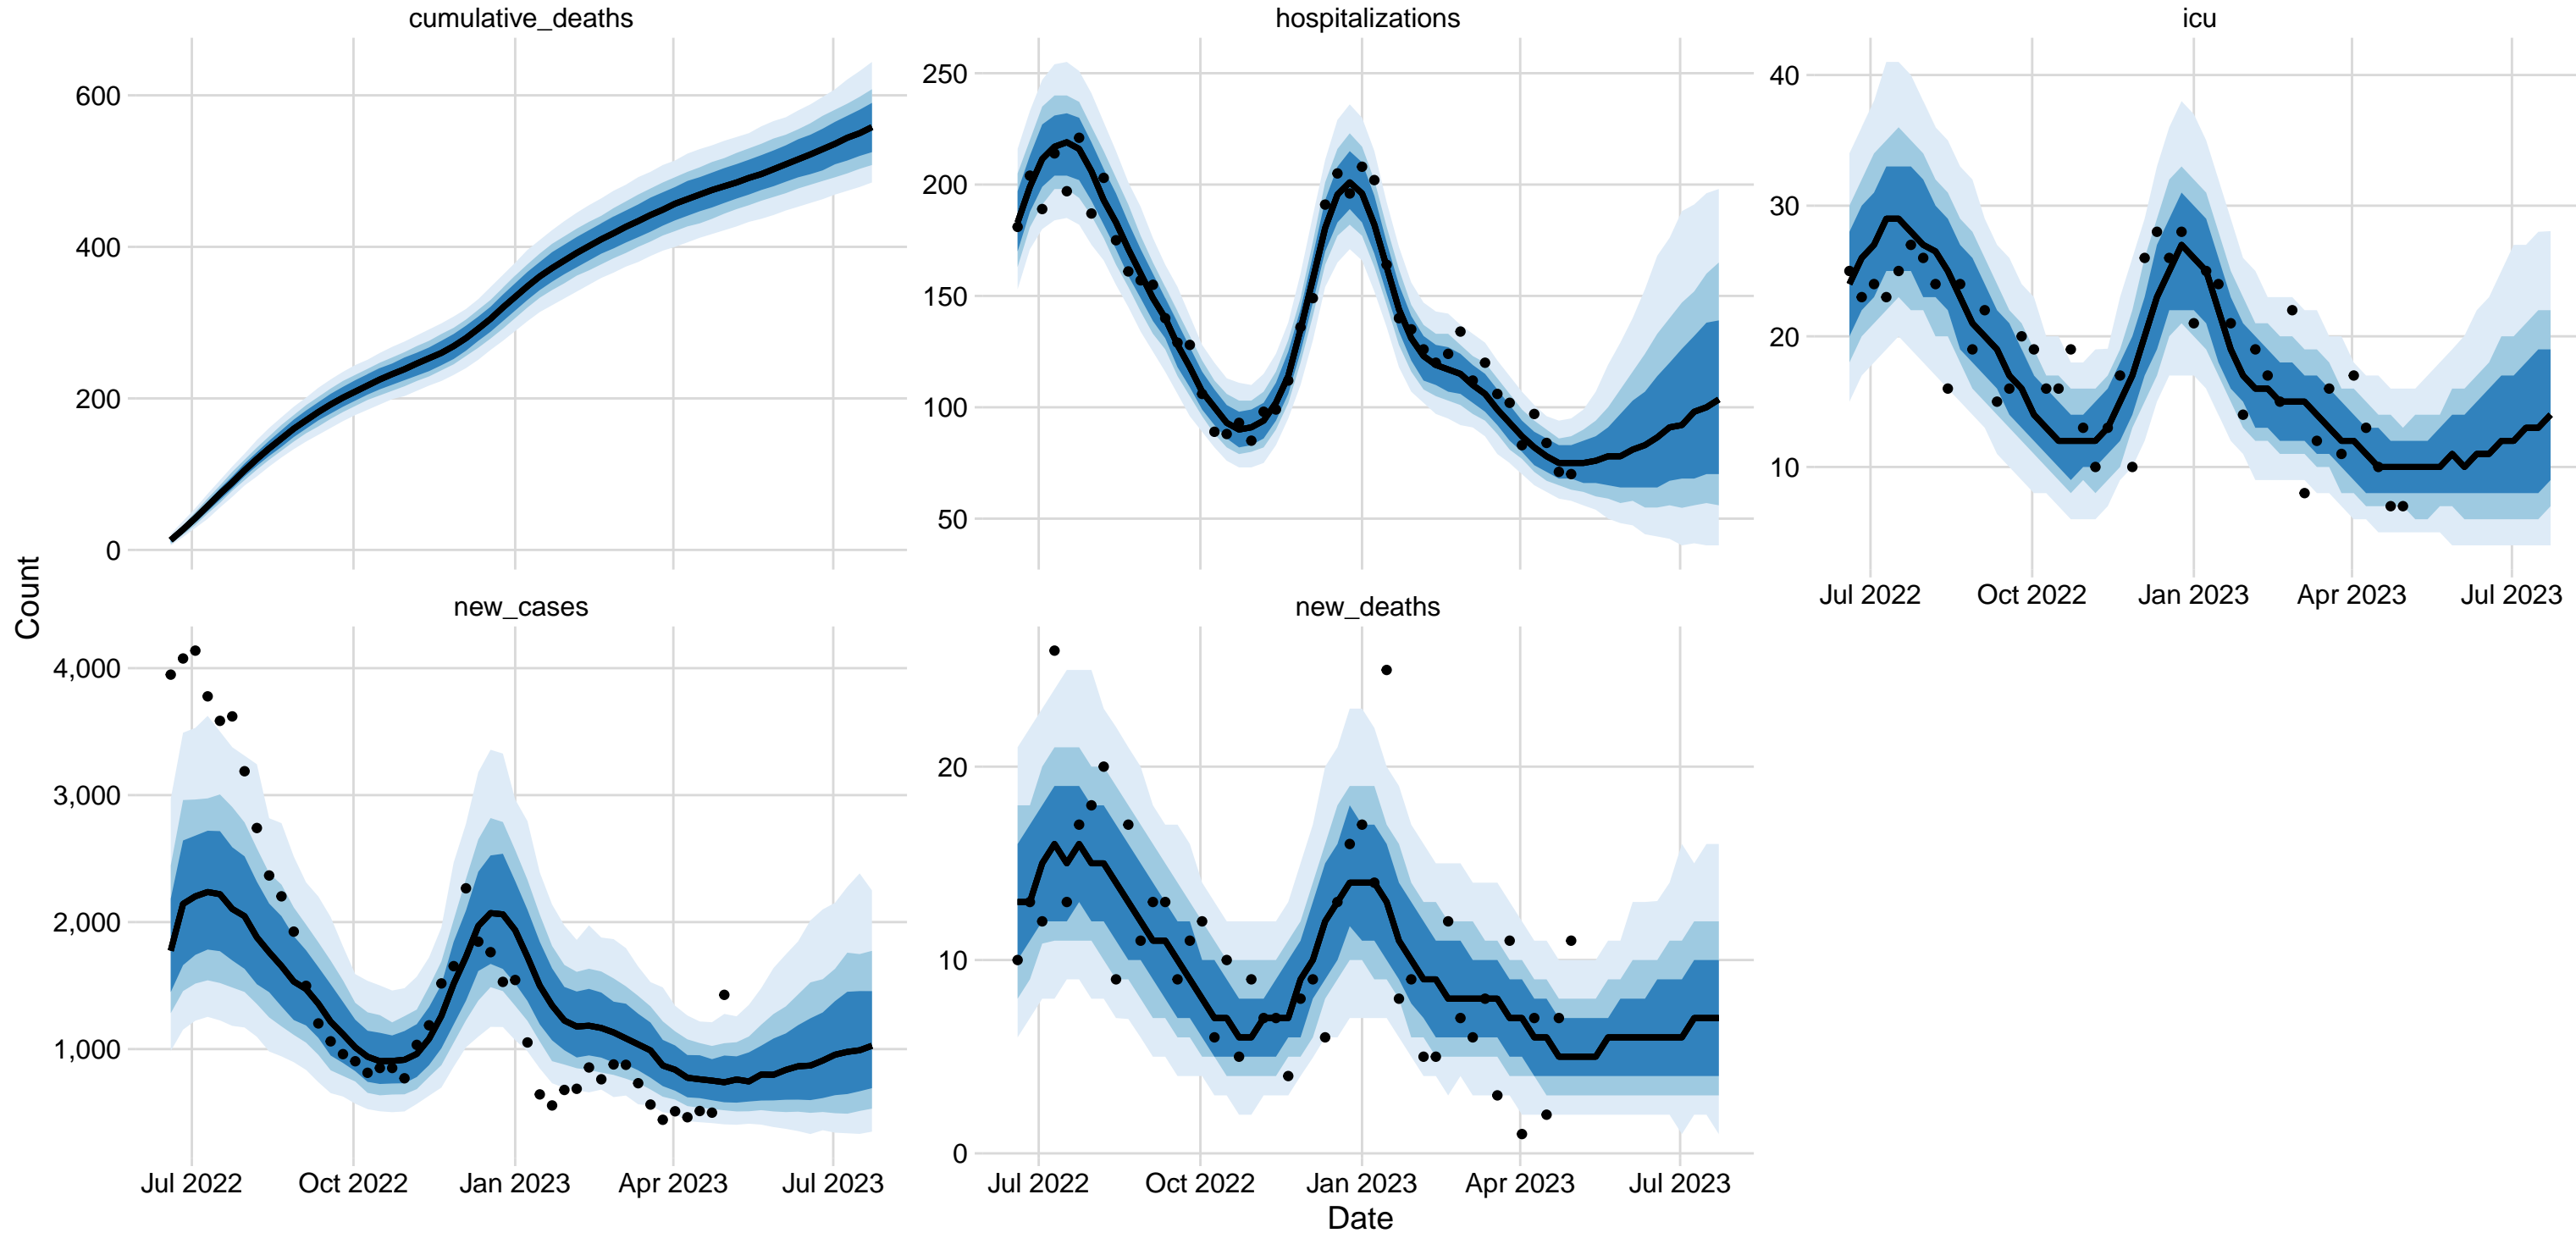 cumulative_deaths
hospitalizations
icu
600
400
200
0
250
200
150
100
50
40
30
20
10
Jul 2022 Oct 2022 Jan 2023 Apr 2023 Jul 2023
Count
new_cases
new_deaths
4,000
3,000
2,000
1,000
20
10
0
Jul 2022 Oct 2022 Jan 2023 Apr 2023 Jul 2023
Jul 2022 Oct 2022 Jan 2023 Apr 2023 Jul 2023
Date